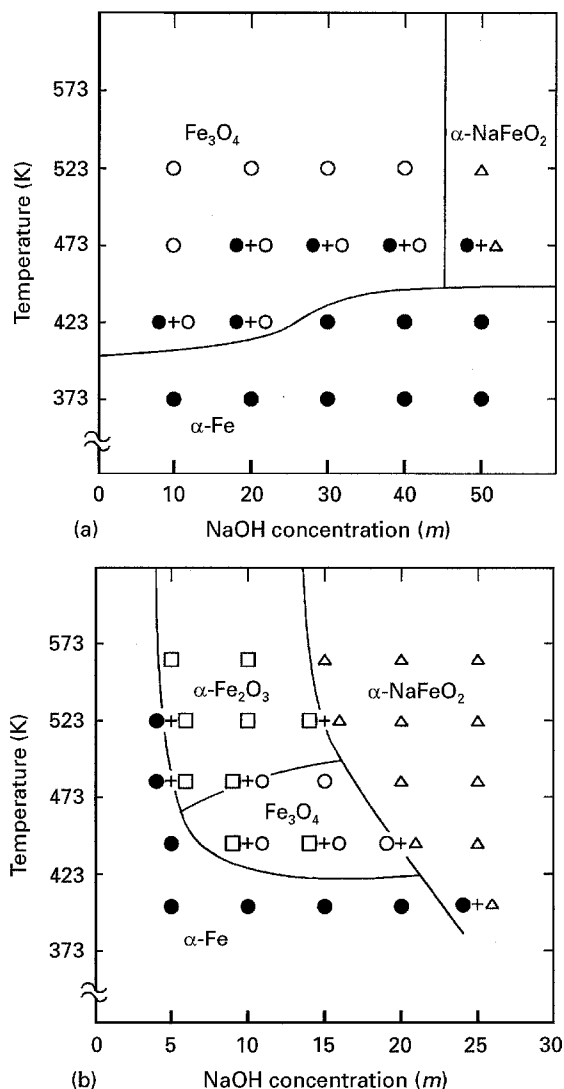 573
Fe3O4
α-NaFeO2
523
Temperature (K)
473
423
373
α-Fe
0 10 20 30 40 50
(a) NaOH concentration (m)
573
α-Fe2O3
α-NaFeO2
523
Temperature (K)
473
Fe3O4
423
α-Fe
373
0 5 10 15 20 25 30
(b) NaOH concentration (m)